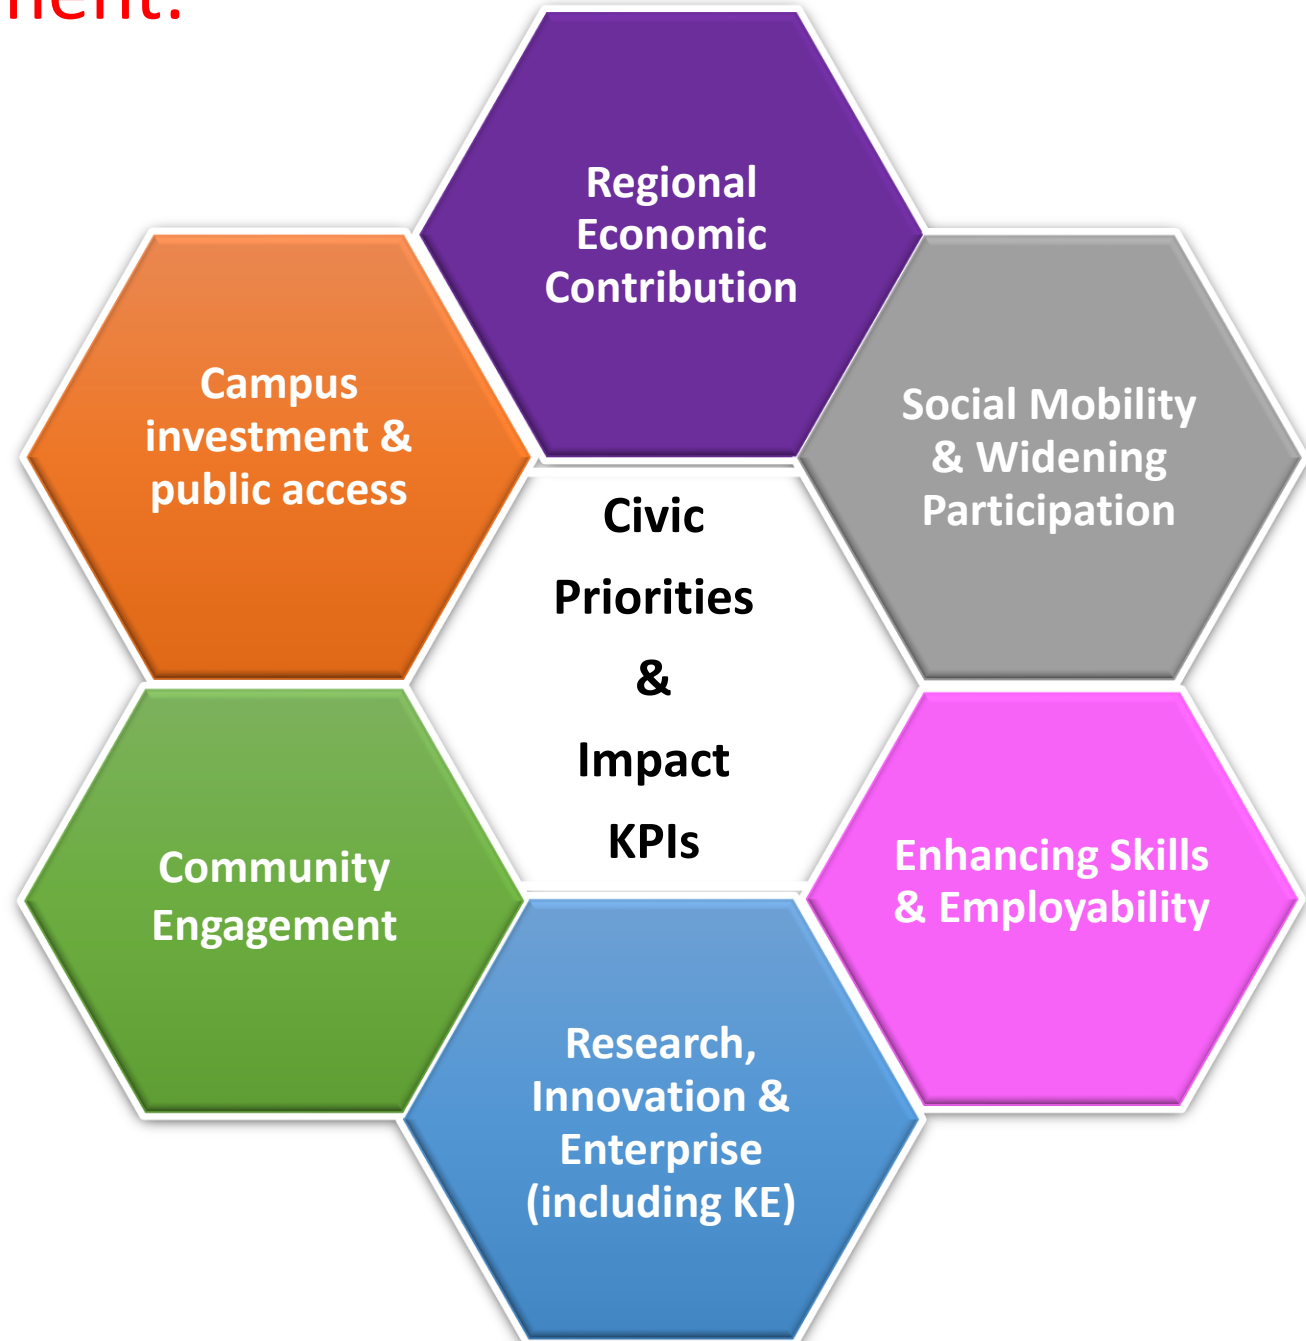 Regional
Economic
Contribution
Campus
investment &
public access
Social Mobility
& Widening
Participation
Civic
Priorities
&
Impact
KPIs
Community
Engagement
Enhancing Skills
& Employability
Research,
Innovation &
Enterprise
(including KE)